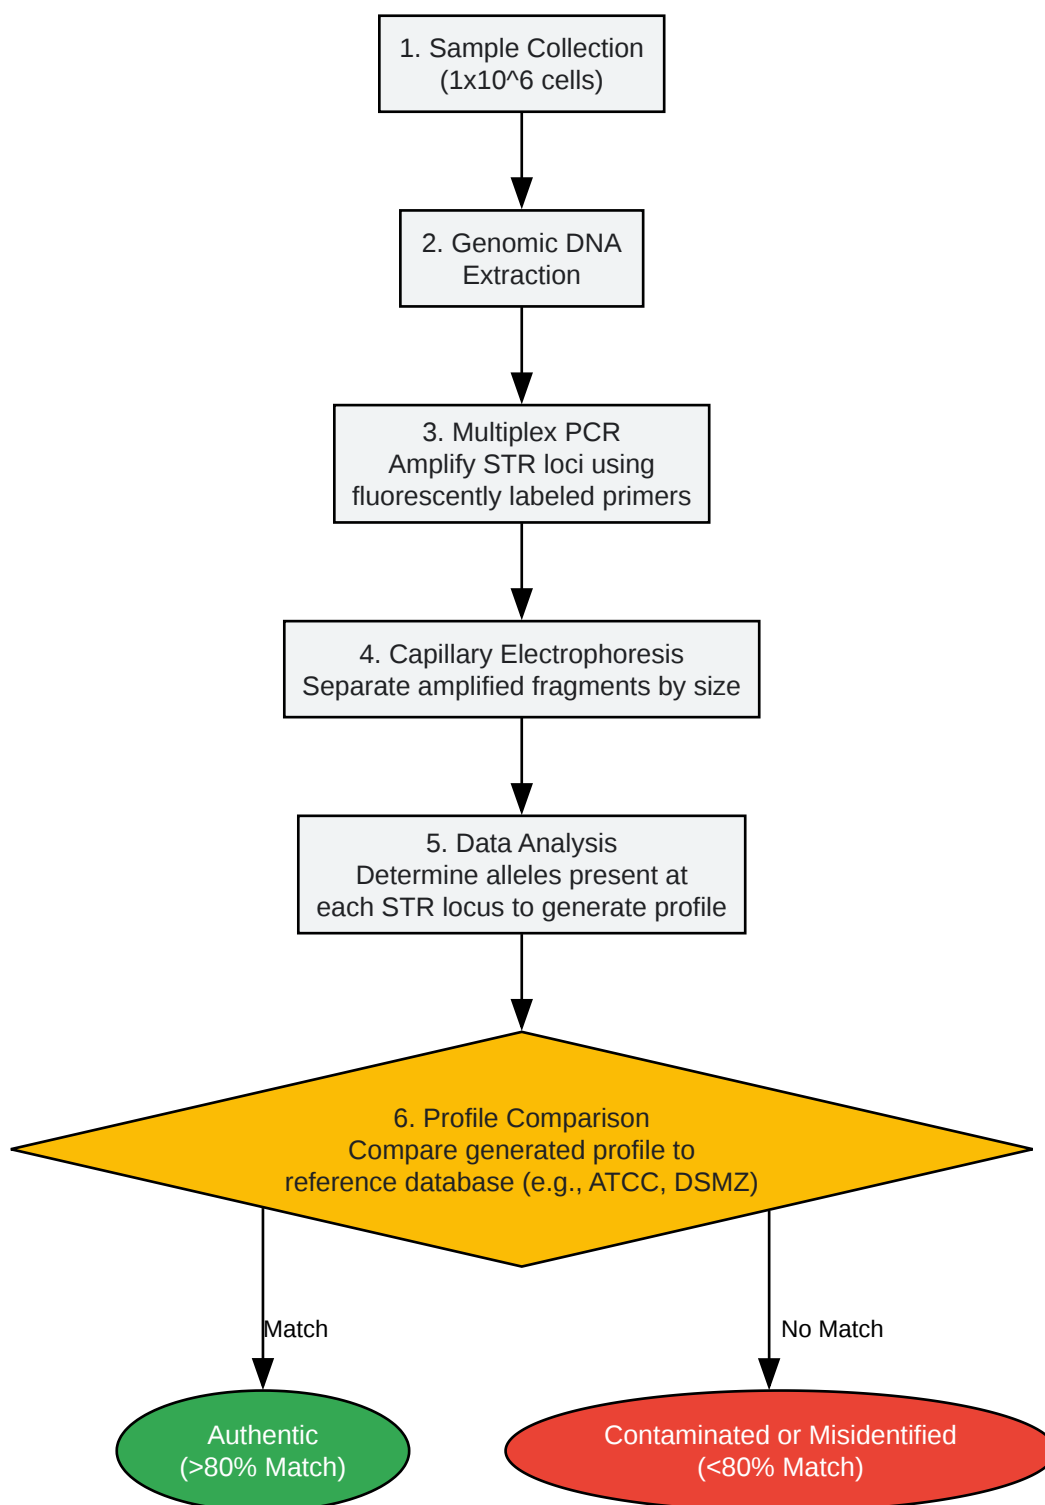 1. Sample Collection
(1x10^6 cells)
2. Genomic DNA
Extraction
3. Multiplex PCR
Amplify STR loci using
fluorescently labeled primers
4. Capillary Electrophoresis
Separate amplified fragments by size
5. Data Analysis
Determine alleles present at
each STR locus to generate profile
6. Profile Comparison
Compare generated profile to
reference database (e.g., ATCC, DSMZ)
Match
No Match
Authentic
(>80% Match)
Contaminated or Misidentified
(<80% Match)